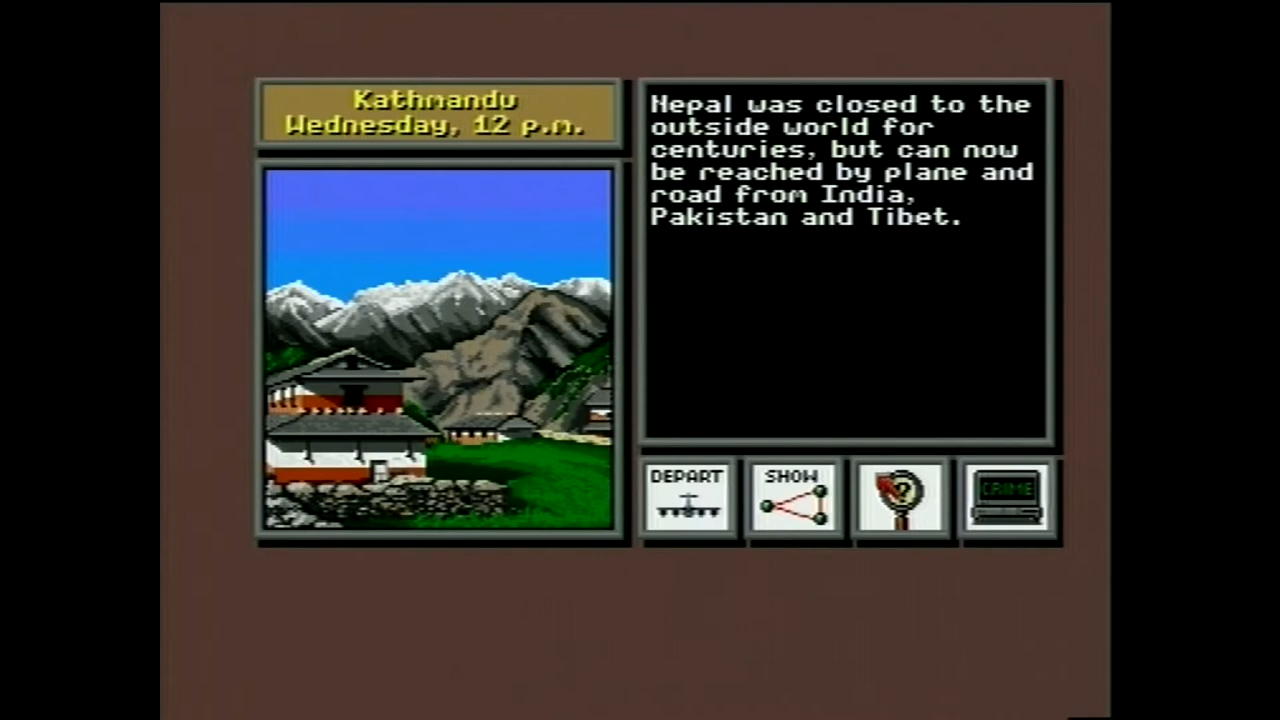 Kathmandu
Wednesday, 12 p.m.
Nepal was closed to the
outside world for
centuries, but can now
be reached by plane and
road from India,
Pakistan and Tibet.
DEPART
SHOW
?
CRIME